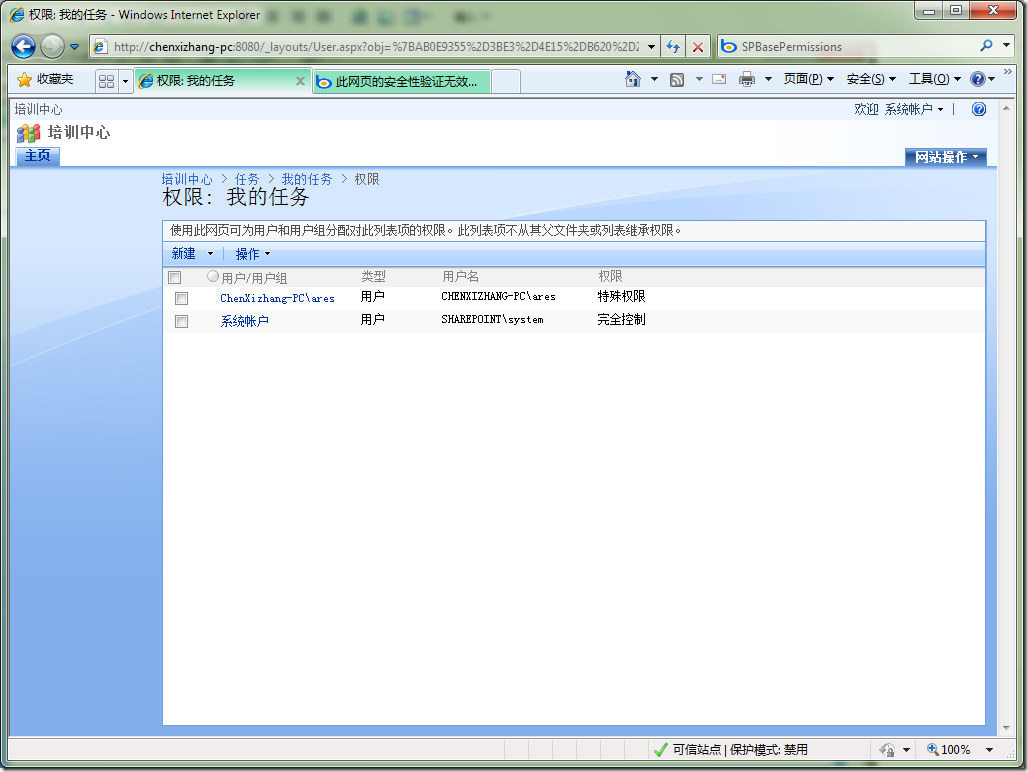 权限: 我的任务 - Windows Internet Explorer
http://chenxizhang-pc:8080/_layouts/User.aspx?obj=%7BAB0E9355%2D3BE3%2D4E15%2DB620%2D2
SPBasePermissions
收藏夹
权限: 我的任务
此网页的安全性验证无效...
页面(P)
安全(S)
工具(O)
培训中心
欢迎 系统帐户
培训中心
主页
网站操作
培训中心 > 任务 > 我的任务 > 权限
权限: 我的任务
使用此网页可为用户和用户组分配对此列表项的权限。此列表项不从其父文件夹或列表继承权限。
新建 操作
用户/用户组 类型 用户名 权限
ChenXizhang-PC\ares 用户 CHENXIZHANG-PC\ares 特殊权限
系统帐户 用户 SHAREPOINT\system 完全控制
可信站点 | 保护模式: 禁用
100%